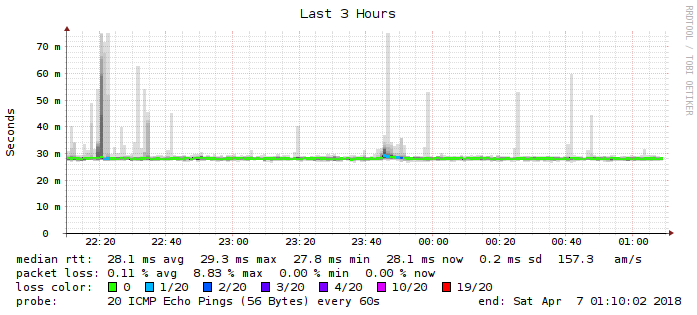 Last 3 Hours
RRDTOOL / TOBI OETIKER
Seconds
70 m
60 m
50 m
40 m
30 m
20 m
10 m
0
22:20 22:40 23:00 23:20 23:40 00:00 00:20 00:40 01:00
median rtt: 28.1 ms avg 29.3 ms max 27.8 ms min 28.1 ms now 0.2 ms sd 157.3 am/s
packet loss: 0.11 % avg 8.83 % max 0.00 % min 0.00 % now
loss color: 0 1/20 2/20 3/20 4/20 10/20 19/20
probe: 20 ICMP Echo Pings (56 Bytes) every 60s end: Sat Apr 7 01:10:02 2018